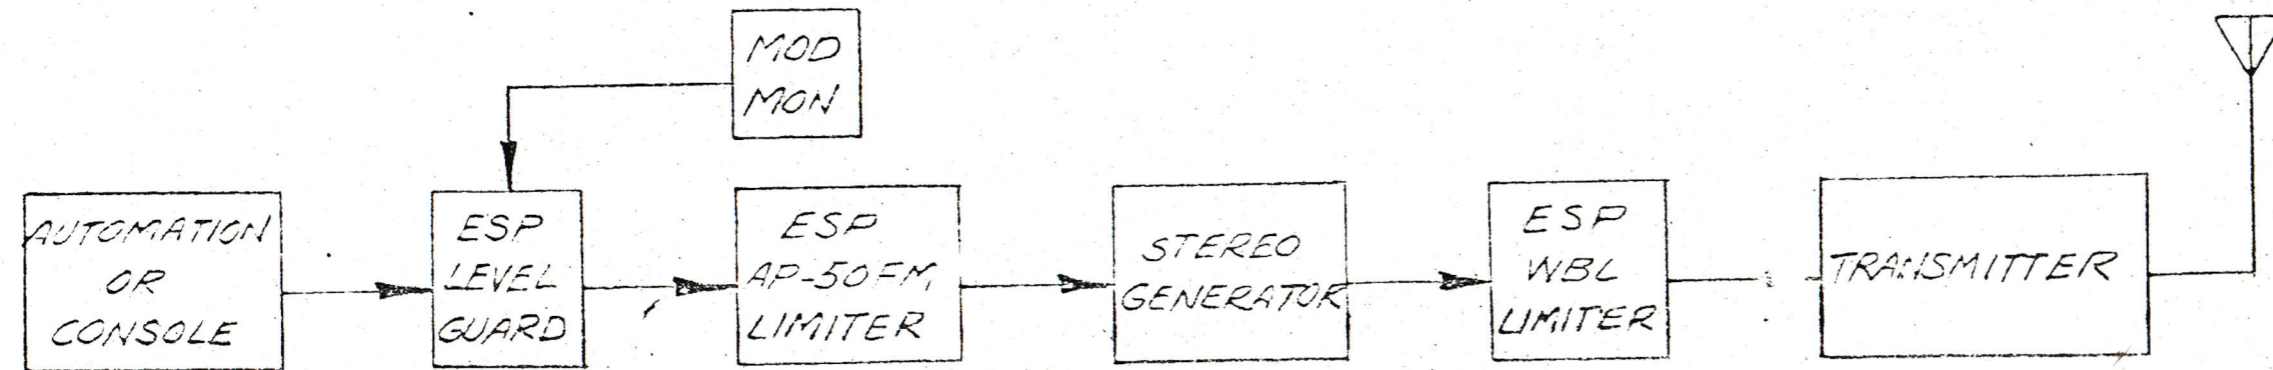 MOD
MON
AUTOMATION
OR
CONSOLE
ESP
LEVEL
GUARD
ESP
AP-50FM
LIMITER
STEREO
GENERATOR
ESP
WBL
LIMITER
TRANSMITTER